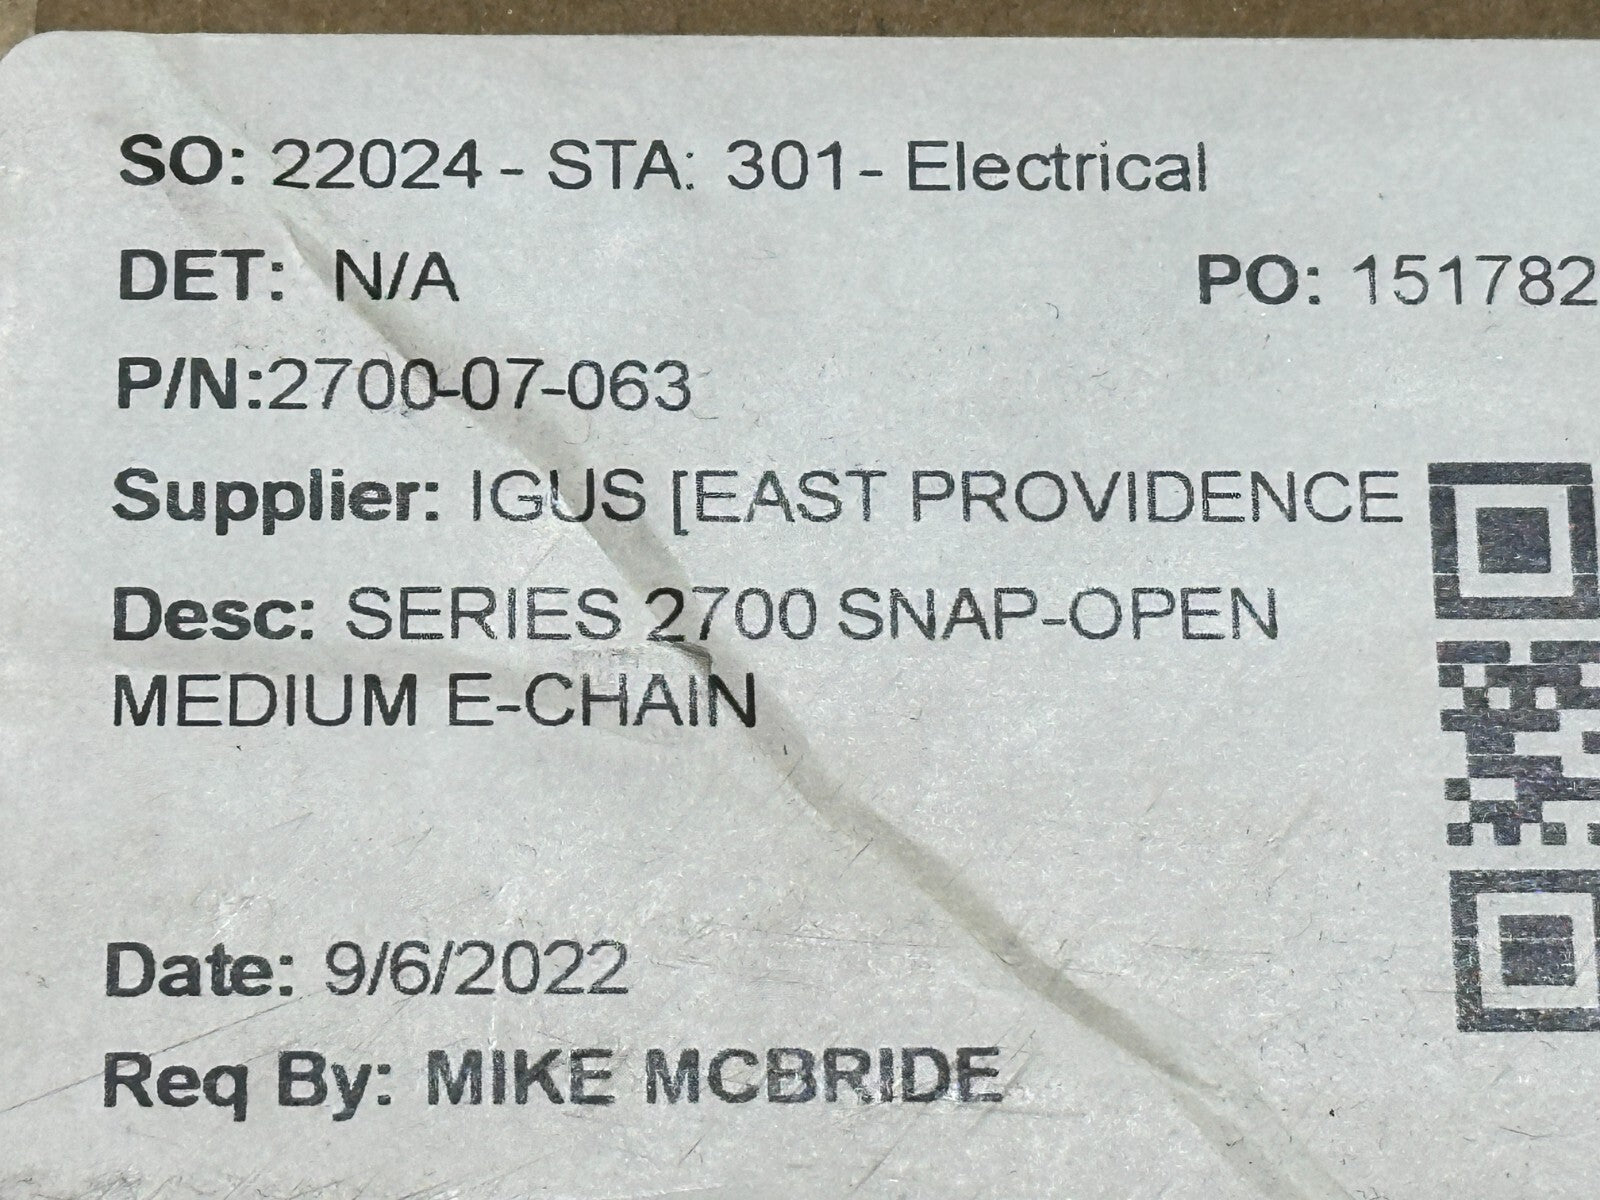 SO: 22024 - STA: 301- Electrical
DET: N/A PO: 151782
P/N:2700-07-063
Supplier: IGUS [EAST PROVIDENCE
Desc: SERIES 2700 SNAP-OPEN
MEDIUM E-CHAIN
Date: 9/6/2022
Req By: MIKE MCBRIDE